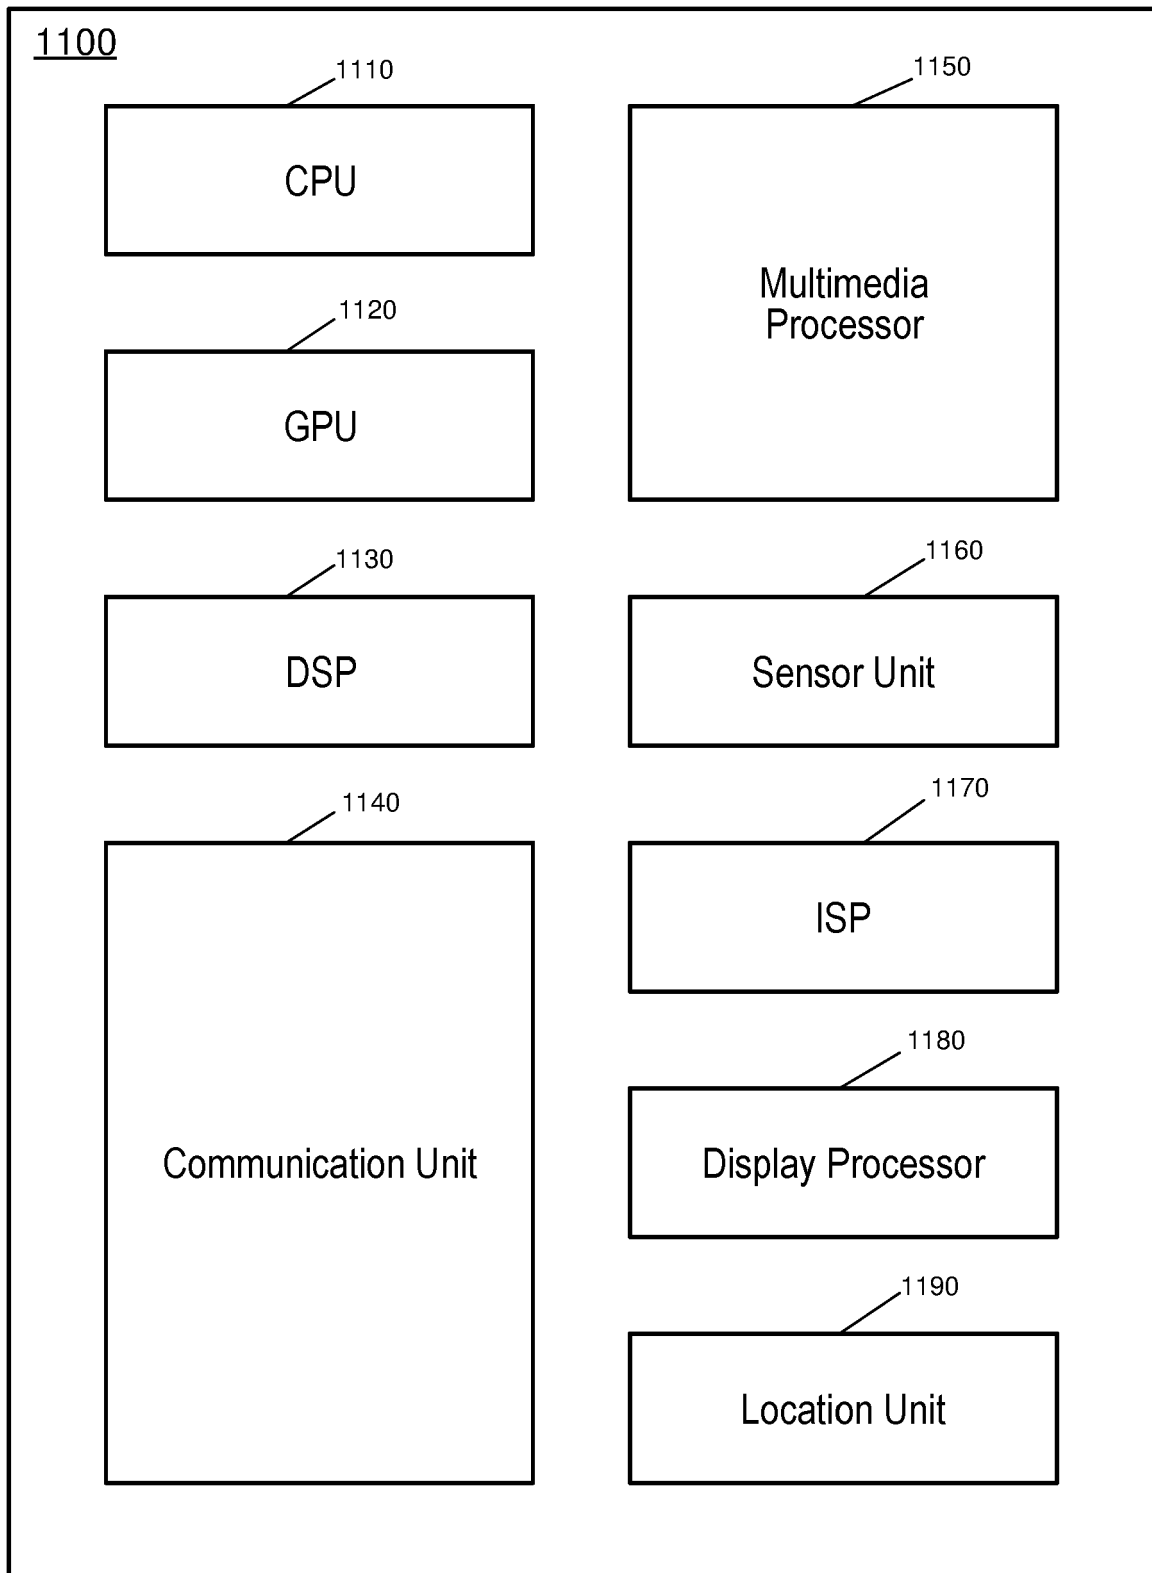 1100
1110
CPU
1120
GPU
1130
DSP
1140
Communication Unit
1150
Multimedia
Processor
1160
Sensor Unit
1170
ISP
1180
Display Processor
1190
Location Unit